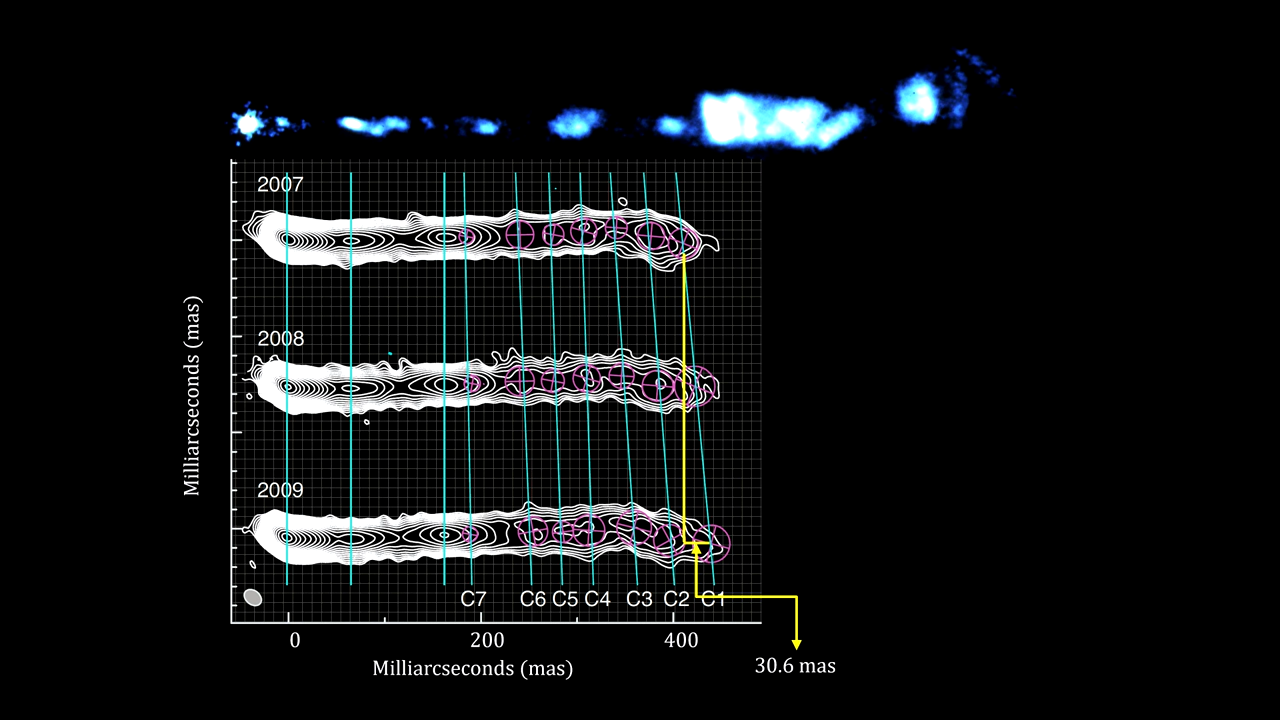 2007
2008
2009
Milliarcseconds (mas)
C7 C6 C5 C4 C3 C2 C1
0 200 400
Milliarcseconds (mas)
30.6 mas